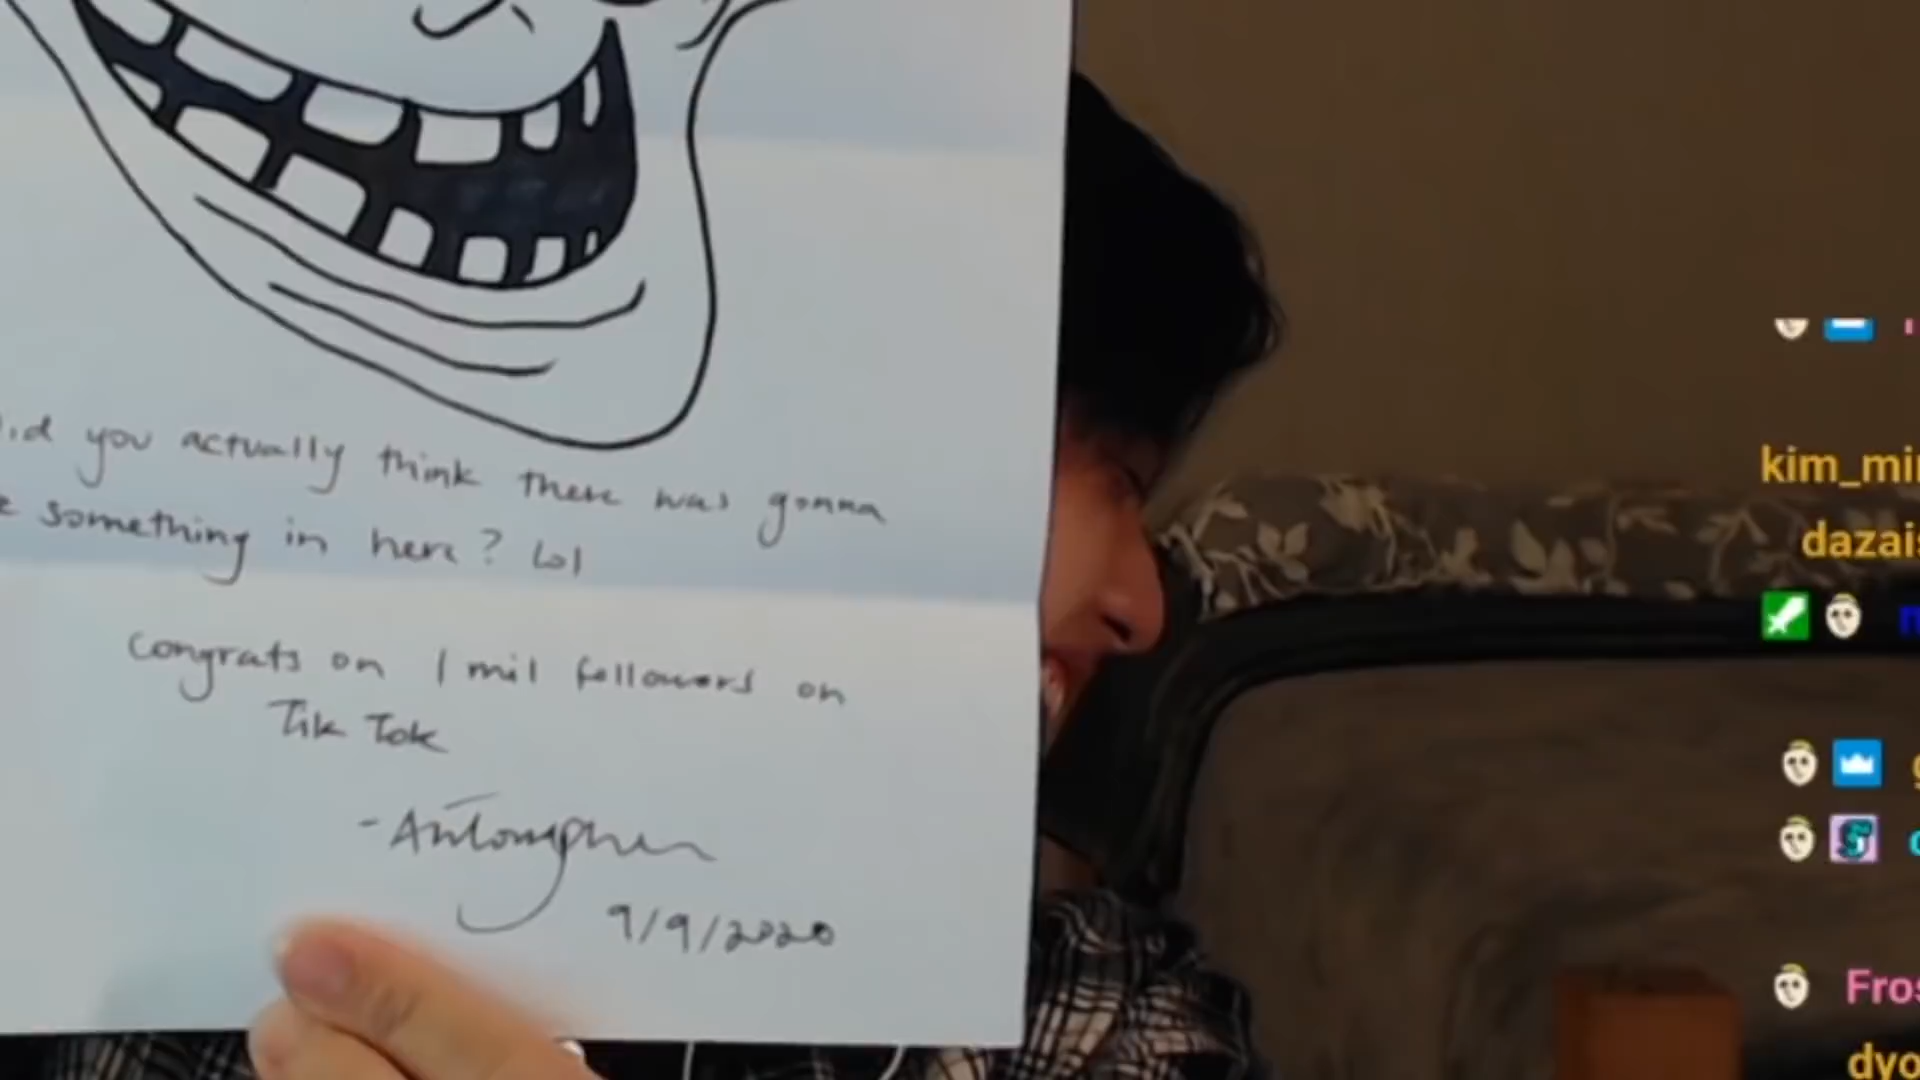 Did you actually think there was gonna
something in here? Lol
Congrats on 1 mil followers on
Tik Tok
9/9/2020
kim_mi
dazai
Fros
dyo